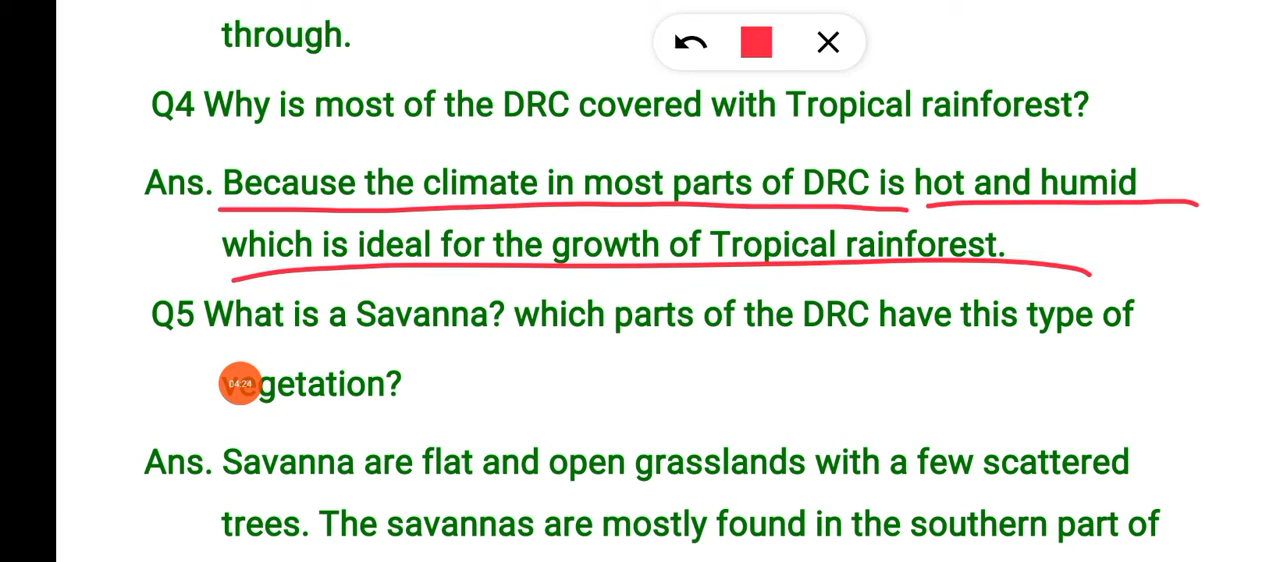 through.
Q4 Why is most of the DRC covered with Tropical rainforest?
Ans. Because the climate in most parts of DRC is hot and humid
which is ideal for the growth of Tropical rainforest.
Q5 What is a Savanna? which parts of the DRC have this type of
vegetation?
04:24
Ans. Savanna are flat and open grasslands with a few scattered
trees. The savannas are mostly found in the southern part of